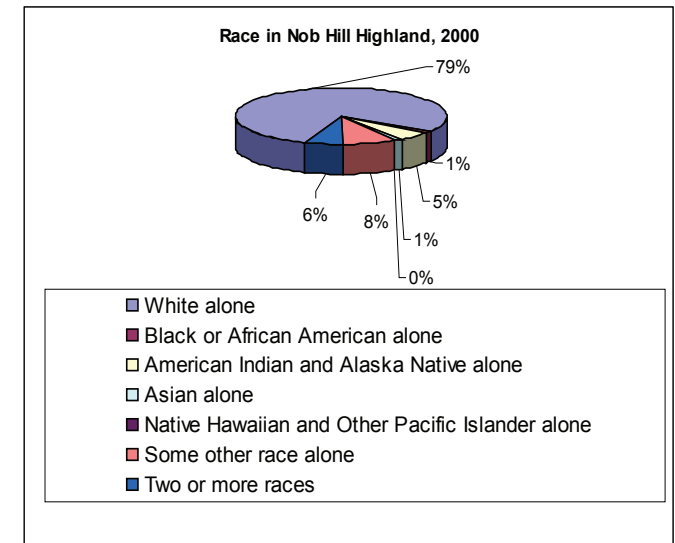 Race in Nob Hill Highland, 2000
79%
1%
5%
1%
0%
8%
6%
White alone
Black or African American alone
American Indian and Alaska Native alone
Asian alone
Native Hawaiian and Other Pacific Islander alone
Some other race alone
Two or more races